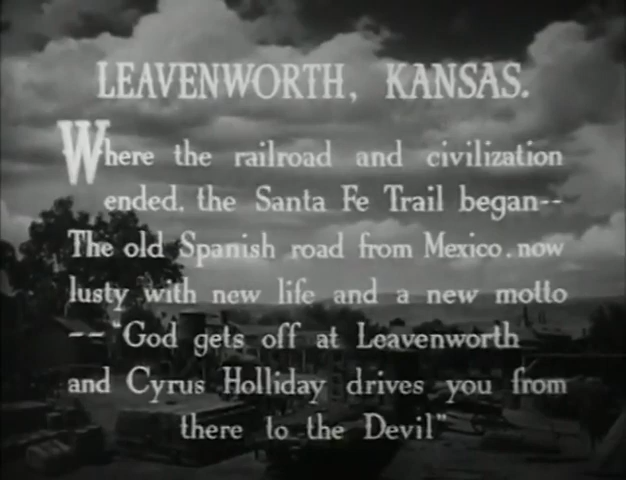 LEAVENWORTH, KANSAS.
Where the railroad and civilization
ended, the Santa Fe Trail began--
The old Spanish road from Mexico, now
lusty with new life and a new motto
-- "God gets off at Leavenworth
and Cyrus Holliday drives you from
there to the Devil"